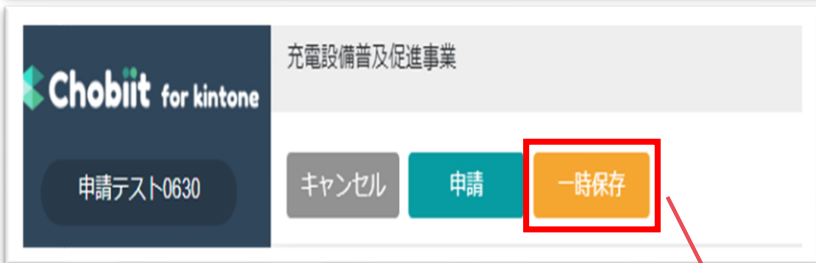 充電設備普及促進事業
Chobiit for kintone
申請テスト0630
キャンセル
申請
一時保存